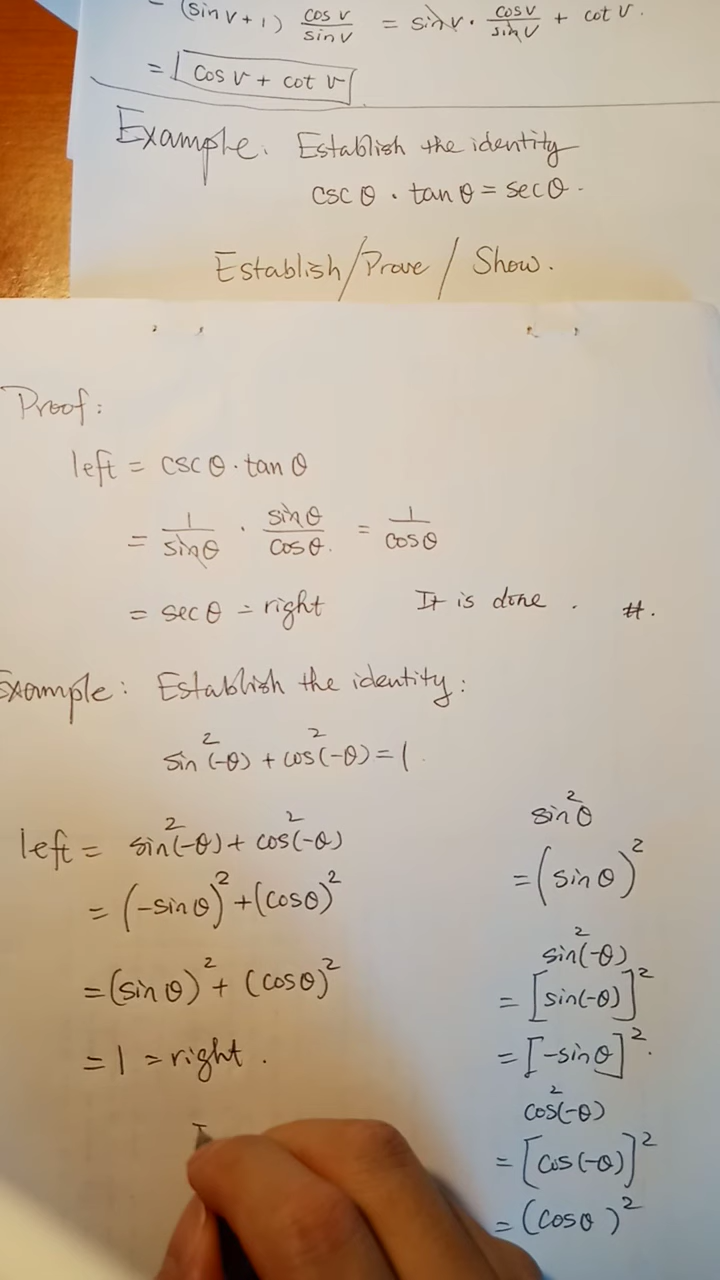 = (sin v + 1) cos v / sin v = sin v · cos v / sin v + cot v.
= cos v + cot v
Example. Establish the identity
csc θ · tan θ = sec θ.
Establish/Prove/Show.
Proof:
left = csc θ · tan θ
= 1/sin θ · sin θ/cos θ. = 1/cos θ
= sec θ = right It is done. #.
Example: Establish the identity:
sin²(-θ) + cos²(-θ) = 1.
left = sin²(-θ) + cos²(-θ)
= (-sin θ)² + (cos θ)²
= (sin θ)² + (cos θ)²
= 1 = right.
sin²θ
= (sin θ)²
sin²(-θ)
= [sin(-θ)]²
= [-sin θ]².
cos²(-θ)
= [cos(-θ)]²
= (cos θ)²